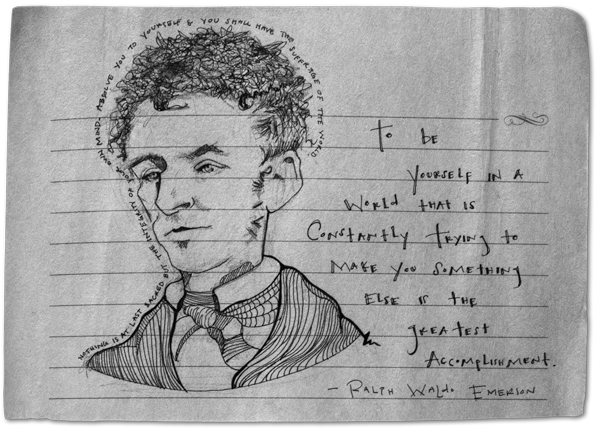 NOTHING IS AT LAST SACRED BUT THE INTEGRITY OF YOUR OWN MIND. ABSOLVE YOU TO YOURSELF & YOU SHALL HAVE THE SUFFRAGE OF THE WORLD.
To BE
YOURSELF IN A
WORLD THAT IS
CONSTANTLY TRYING TO
MAKE YOU SOMETHING
ELSE IS THE
GREATEST
ACCOMPLISHMENT.
- RALPH WALDO EMERSON